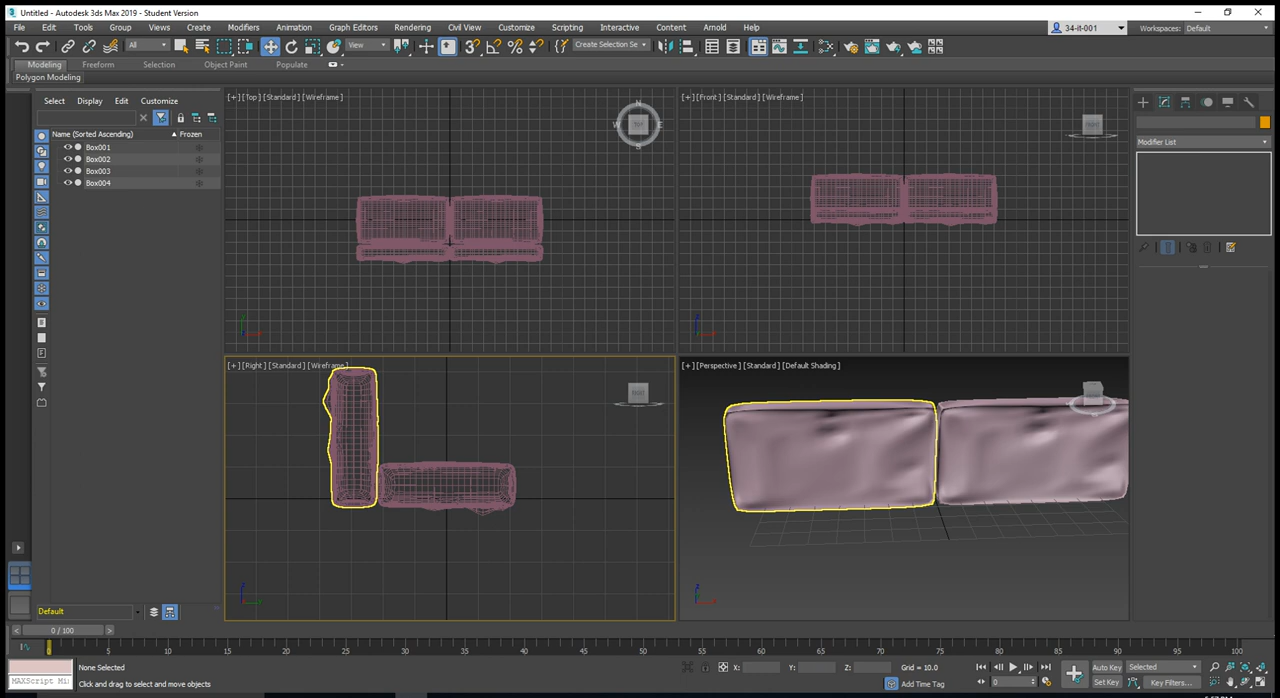 Untitled - Autodesk 3ds Max 2019 - Student Version
File Edit Tools Group Views Create Modifiers Animation Graph Editors Rendering Civil View Customize Scripting Interactive Content Arnold Help
34-it-001 Workspaces: Default
All View Create Selection Se
Modeling Freeform Selection Object Paint Populate
Polygon Modeling
Select Display Edit Customize
Name (Sorted Ascending) ▲ Frozen
Box001
Box002
Box003
Box004
[+] [Top] [Standard] [Wireframe]
N
W TOP E
S
[+] [Front] [Standard] [Wireframe]
Modifier List
[+] [Right] [Standard] [Wireframe]
[+] [Perspective] [Standard] [Default Shading]
Default
< 0 / 100 >
0 5 10 15 20 25 30 35 40 45 50 55 60 65 70 75 80 85 90 95 100
None Selected
X: Y: Z: Grid = 10.0
Auto Key Selected
MAXScript Mi:
Click and drag to select and move objects
Add Time Tag
0
Set Key Key Filters...